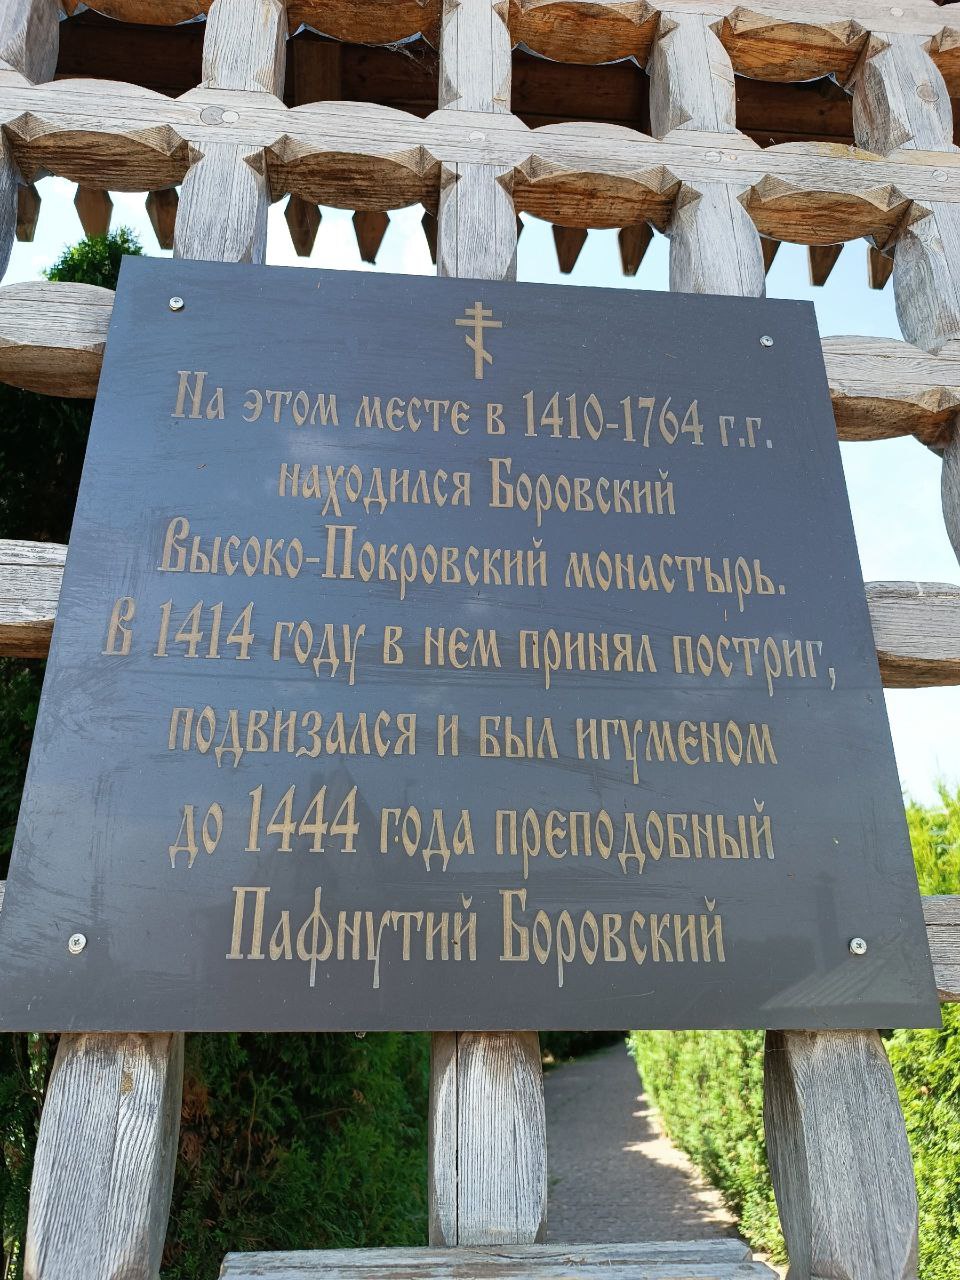 На этом месте в 1410-1764 г.г.
находился Боровский
Высоко-Покровский монастырь.
В 1414 году в нем принял постриг,
подвизался и был игуменом
до 1444 года преподобный
Пафнутий Боровский